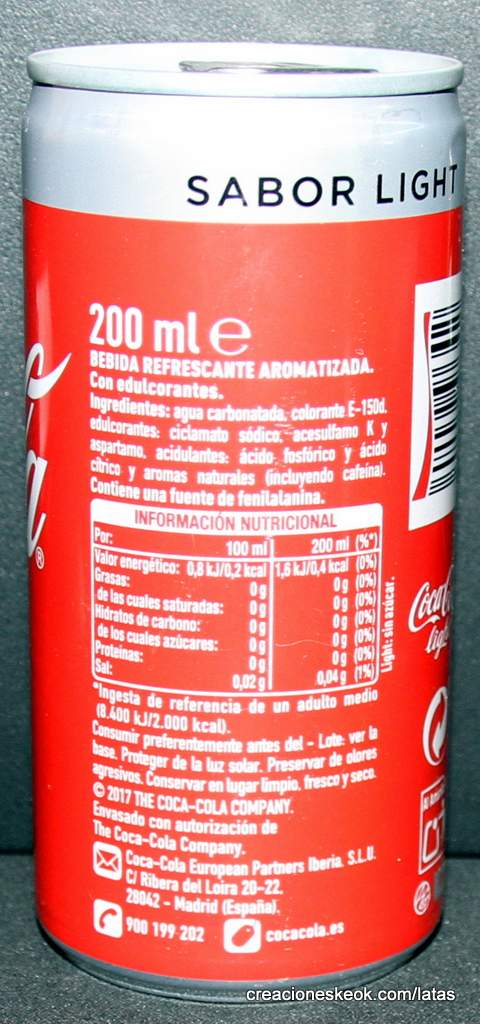 SABOR LIGHT
200 ml e
BEBIDA REFRESCANTE AROMATIZADA.
Con edulcorantes.
Ingredientes: agua carbonatada, colorante E-150d,
edulcorantes: ciclamato sódico, acesulfamo K y
aspartamo, acidulantes: ácido fosfórico y ácido
cítrico y aromas naturales (incluyendo cafeína).
Contiene una fuente de fenilalanina.
INFORMACIÓN NUTRICIONAL
Por: 100 ml 200 ml (%*)
Valor energético: 0,8 kJ/0,2 kcal 1,6 kJ/0,4 kcal (0%)
Grasas: 0 g 0 g (0%)
de las cuales saturadas: 0 g 0 g (0%)
Hidratos de carbono: 0 g 0 g (0%)
de los cuales azúcares: 0 g 0 g (0%)
Proteínas: 0 g 0 g (0%)
Sal: 0,02 g 0,04 g (1%)
Light: sin azúcar.
*Ingesta de referencia de un adulto medio
(8.400 kJ/2.000 kcal).
Consumir preferentemente antes del - Lote: ver la
base. Proteger de la luz solar. Preservar de olores
agresivos. Conservar en lugar limpio, fresco y seco.
© 2017 THE COCA-COLA COMPANY.
Envasado con autorización de
The Coca-Cola Company.
Coca-Cola European Partners Iberia, S.L.U.
C/ Ribera del Loira 20-22.
28042 - Madrid (España).
900 199 202 cocacola.es
®
Coca-C
ligh
creacioneskeok.com/latas